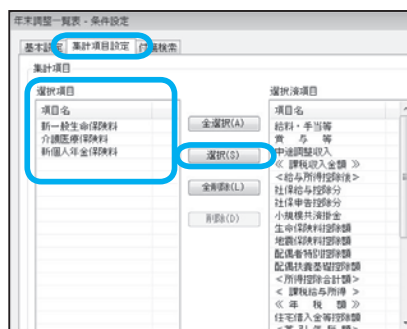 年末調整一覧表 - 条件設定
基本設定 集計項目設定 付箋検索
集計項目
選択項目
項目名
新一般生命保険料
介護医療保険料
新個人年金保険料
全選択(A)
選択(S)
全削除(L)
削除(D)
選択済項目
項目名
給料・手当等
賞 与 等
中途調整収入
≪ 課税収入金額 ≫
<給与所得控除後>
社保給与控除分
社保申告控除分
小規模共済掛金
生命保険料控除額
地震保険料控除額
配偶者特別控除額
配偶扶養基礎控除額
<所得控除合計額>
< 課税給与所得 >
≪ 年 税 額 ≫
住宅借入金等控除額